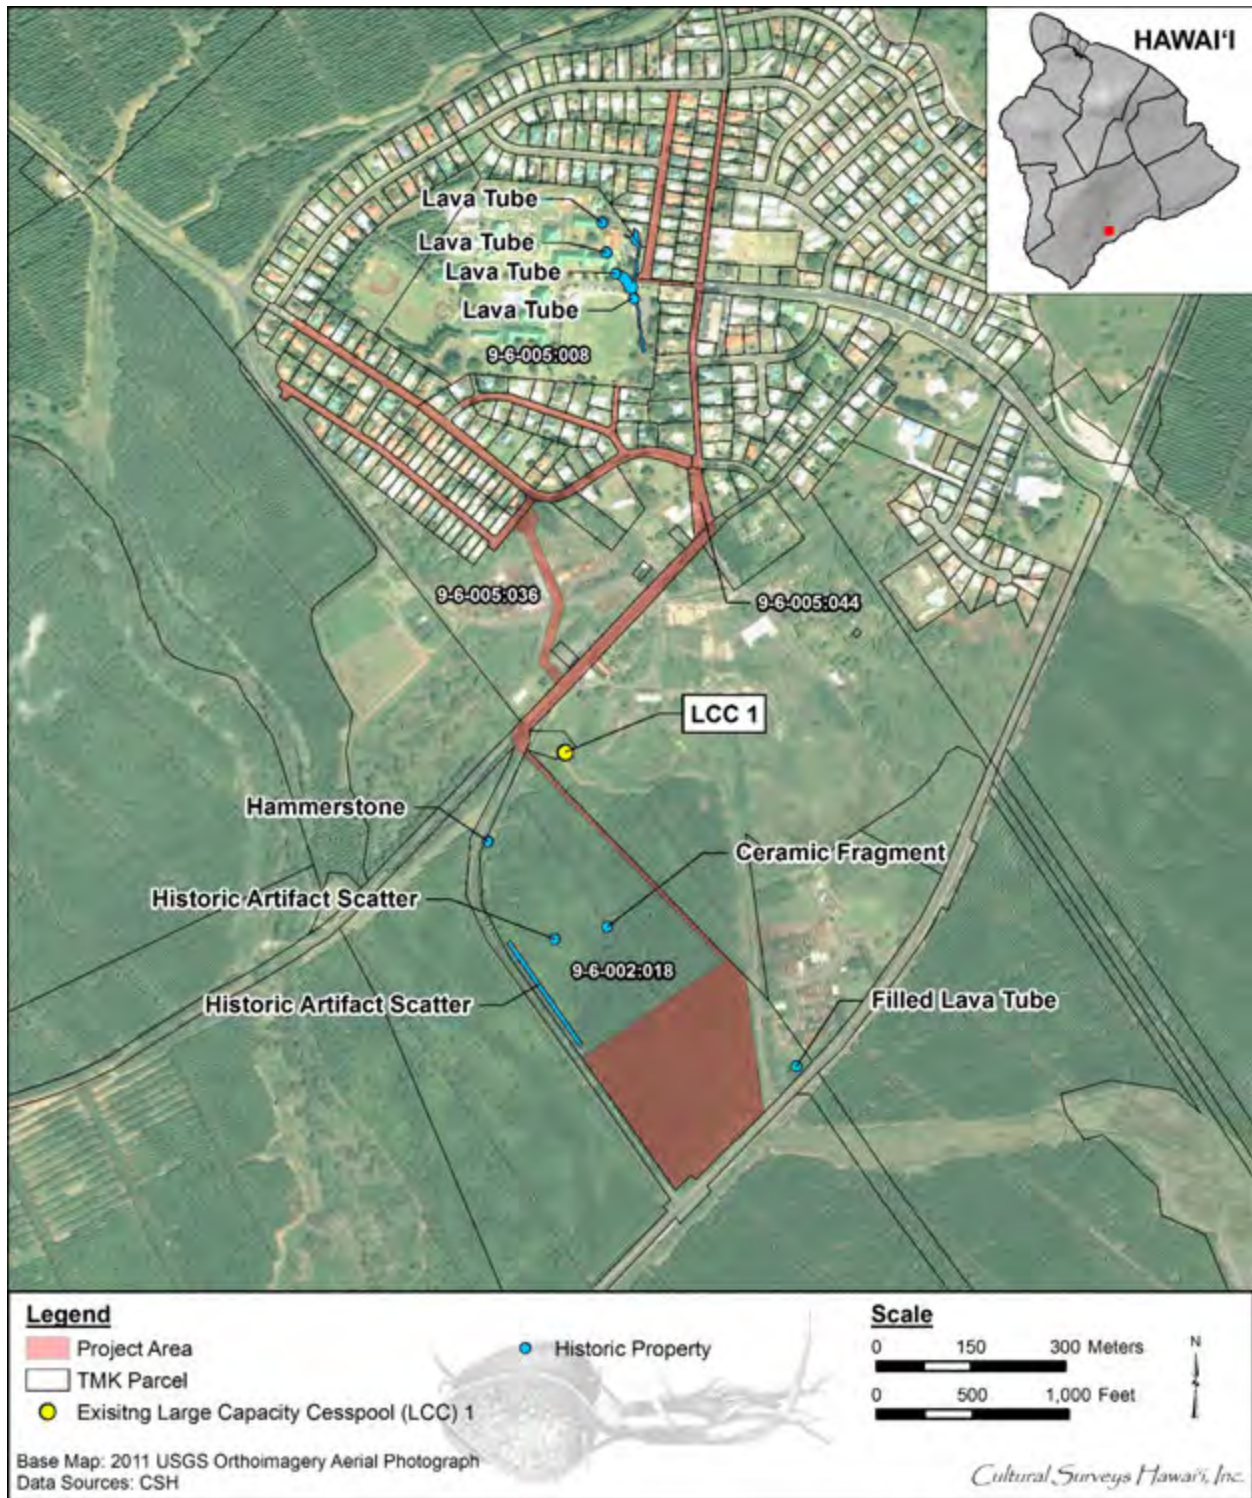 HAWAI‘I
Lava Tube
Lava Tube
Lava Tube
Lava Tube
9-6-005:008
9-6-005:036
9-6-005:044
LCC 1
Hammerstone
Ceramic Fragment
Historic Artifact Scatter
9-6-002:018
Historic Artifact Scatter
Filled Lava Tube
Legend
Project Area
TMK Parcel
Exisitng Large Capacity Cesspool (LCC) 1
Historic Property
Scale
0 150 300 Meters
0 500 1,000 Feet
N
Base Map: 2011 USGS Orthoimagery Aerial Photograph
Data Sources: CSH
Cultural Surveys Hawai‘i, Inc.